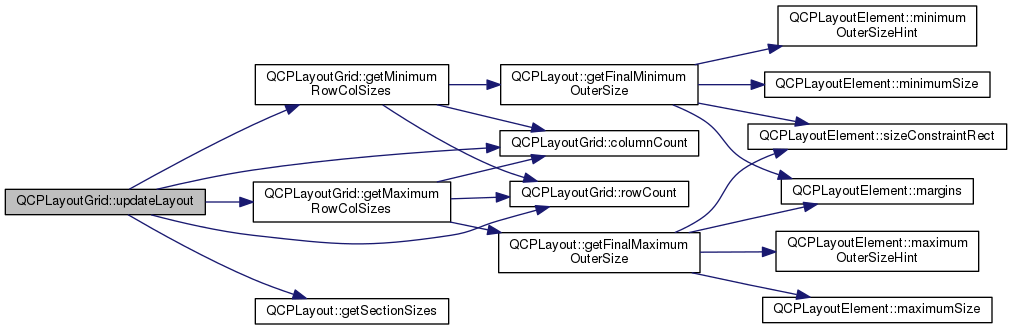 QCPLayoutGrid::updateLayout
QCPLayoutGrid::getMinimum
RowColSizes
QCPLayoutGrid::getMaximum
RowColSizes
QCPLayout::getSectionSizes
QCPLayout::getFinalMinimum
OuterSize
QCPLayoutGrid::columnCount
QCPLayoutGrid::rowCount
QCPLayout::getFinalMaximum
OuterSize
QCPLayoutElement::minimum
OuterSizeHint
QCPLayoutElement::minimumSize
QCPLayoutElement::sizeConstraintRect
QCPLayoutElement::margins
QCPLayoutElement::maximum
OuterSizeHint
QCPLayoutElement::maximumSize